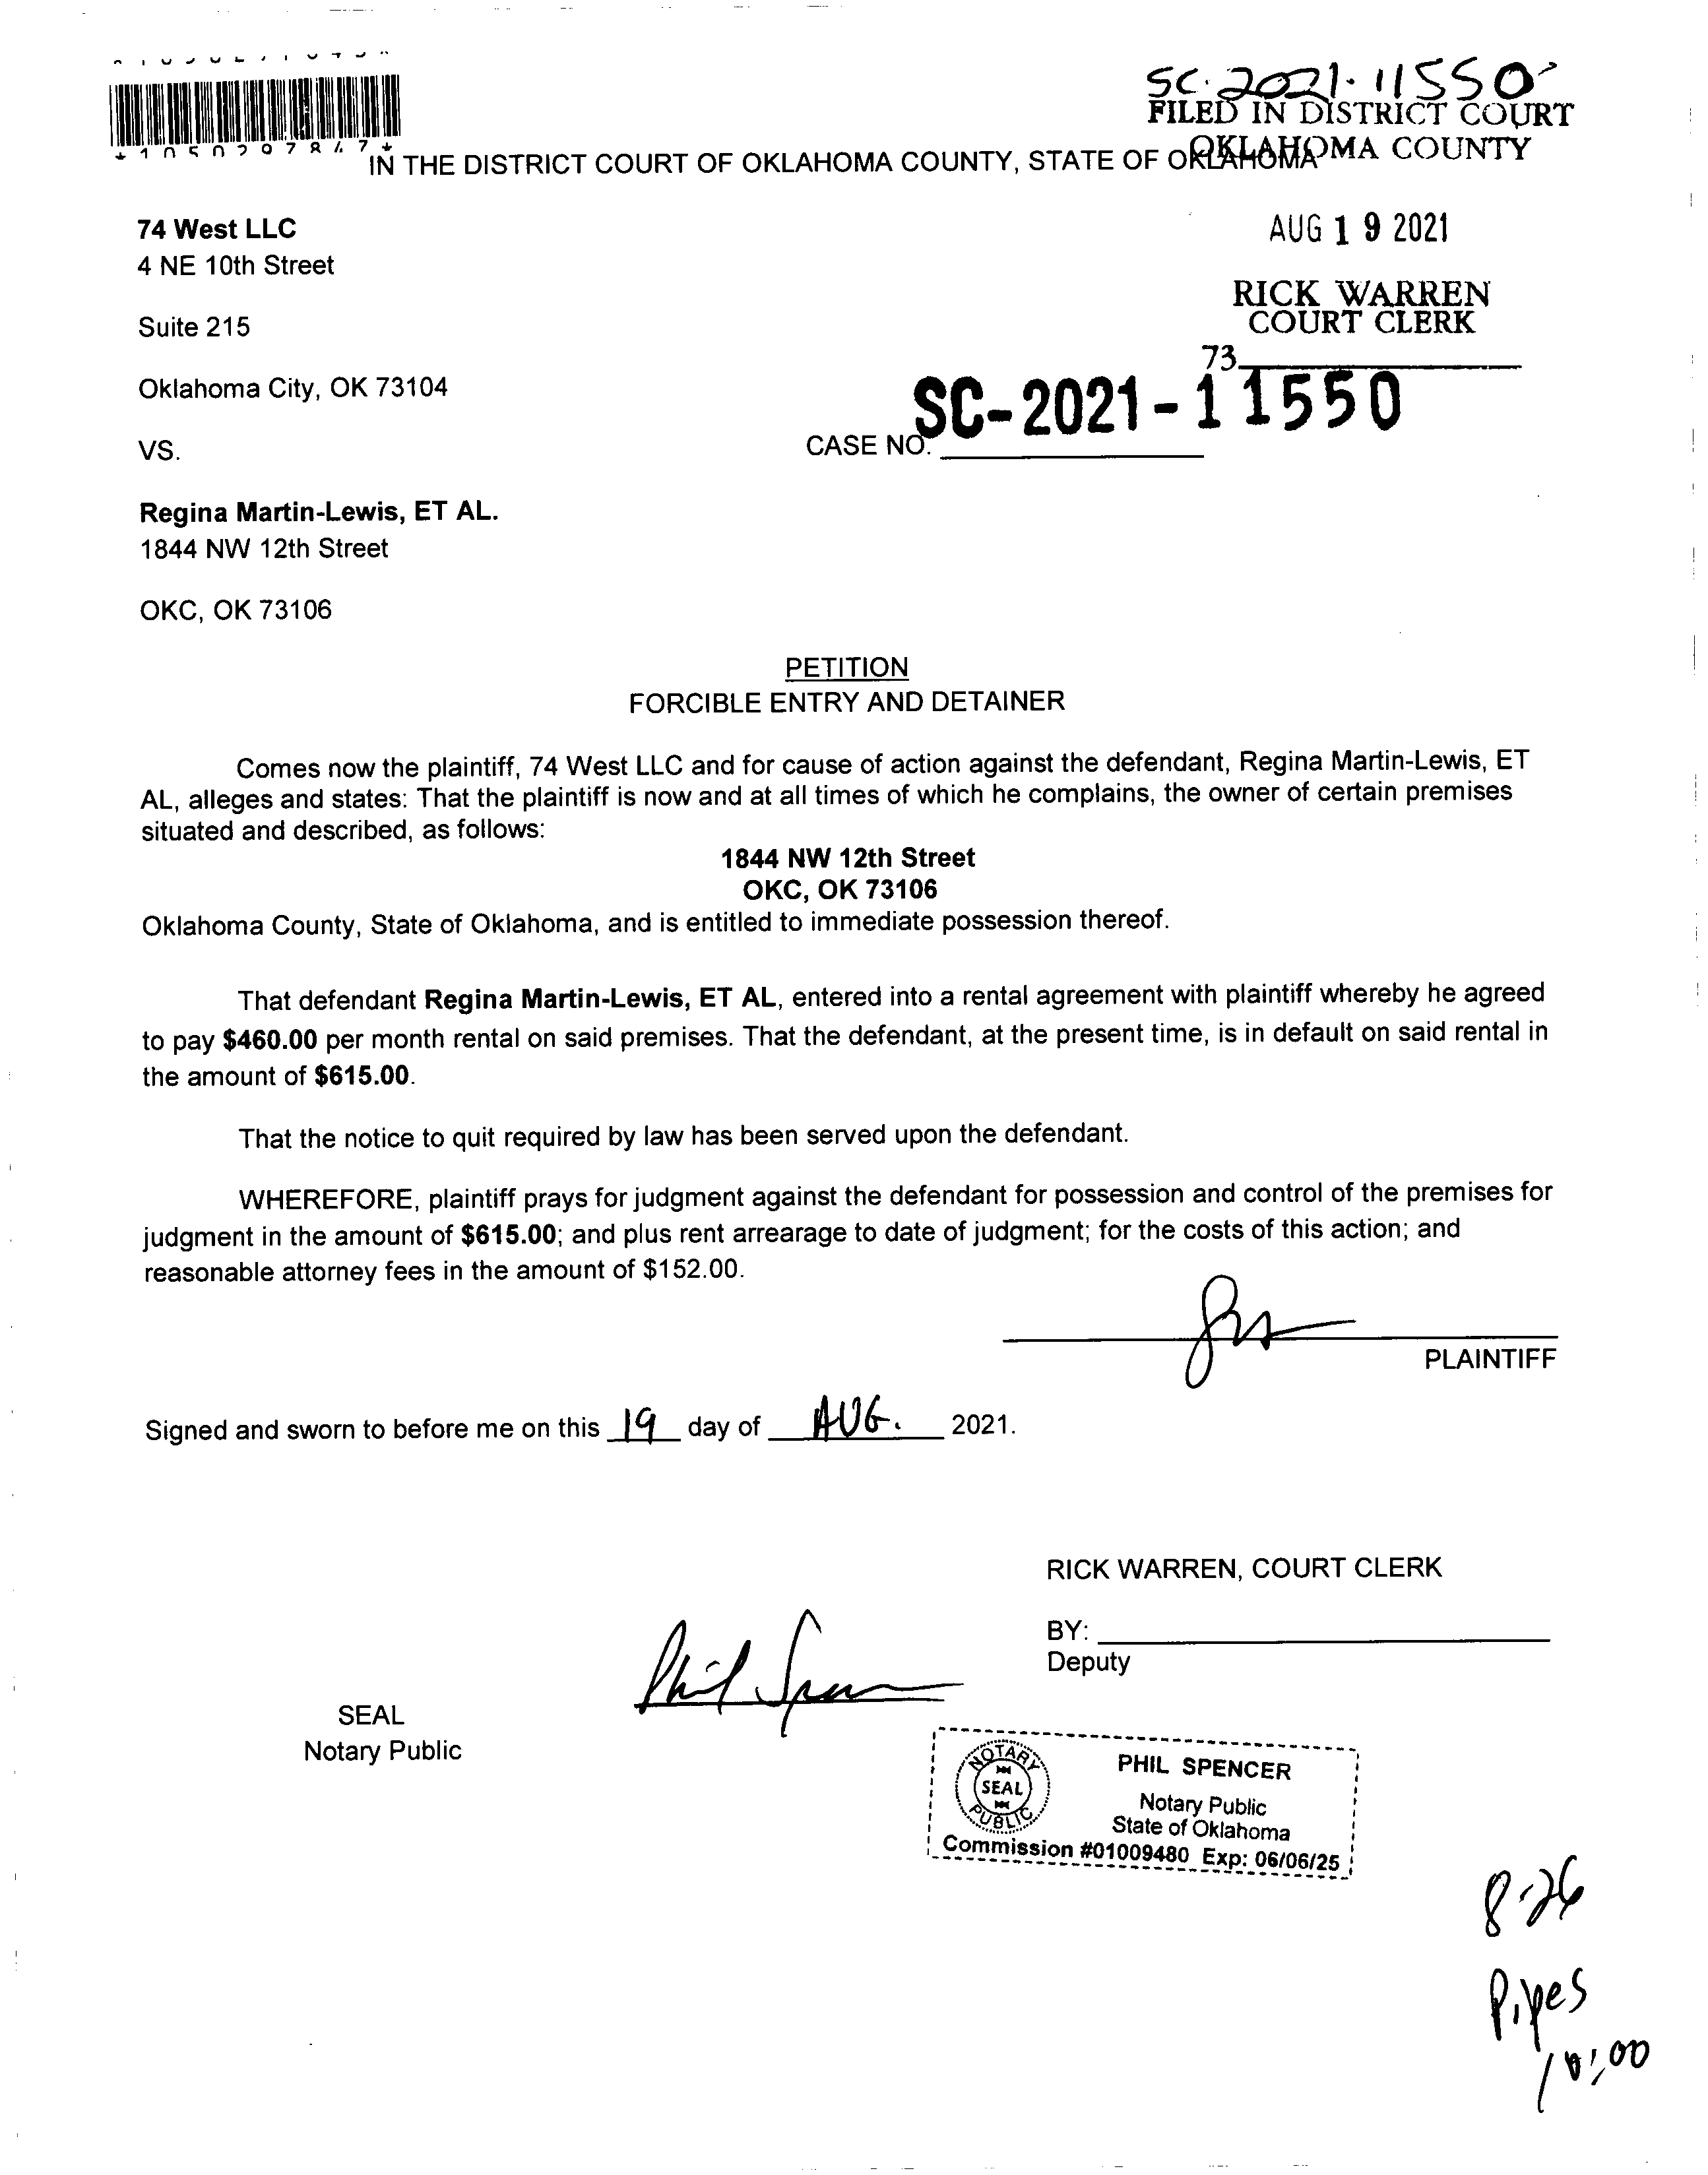 SC-2021-11550
FILED IN DISTRICT COURT
OKLAHOMA COUNTY
IN THE DISTRICT COURT OF OKLAHOMA COUNTY, STATE OF OKLAHOMA
74 West LLC
4 NE 10th Street
Suite 215
Oklahoma City, OK 73104
AUG 19 2021
RICK WARREN
COURT CLERK
73
VS.
CASE NO. SC-2021-11550
Regina Martin-Lewis, ET AL.
1844 NW 12th Street
OKC, OK 73106
PETITION
FORCIBLE ENTRY AND DETAINER
Comes now the plaintiff, 74 West LLC and for cause of action against the defendant, Regina Martin-Lewis, ET
AL, alleges and states: That the plaintiff is now and at all times of which he complains, the owner of certain premises
situated and described, as follows:
1844 NW 12th Street
OKC, OK 73106
Oklahoma County, State of Oklahoma, and is entitled to immediate possession thereof.
That defendant Regina Martin-Lewis, ET AL, entered into a rental agreement with plaintiff whereby he agreed
to pay $460.00 per month rental on said premises. That the defendant, at the present time, is in default on said rental in
the amount of $615.00.
That the notice to quit required by law has been served upon the defendant.
WHEREFORE, plaintiff prays for judgment against the defendant for possession and control of the premises for
judgment in the amount of $615.00; and plus rent arrearage to date of judgment; for the costs of this action; and
reasonable attorney fees in the amount of $152.00.
PLAINTIFF
Signed and sworn to before me on this 19 day of AUG. 2021.
RICK WARREN, COURT CLERK
BY:
Deputy
Phil Spencer
SEAL
Notary Public
NOTARY PUBLIC
SEAL
PHIL SPENCER
Notary Public
State of Oklahoma
Commission #01009480 Exp: 06/06/25
8-26
Pipes